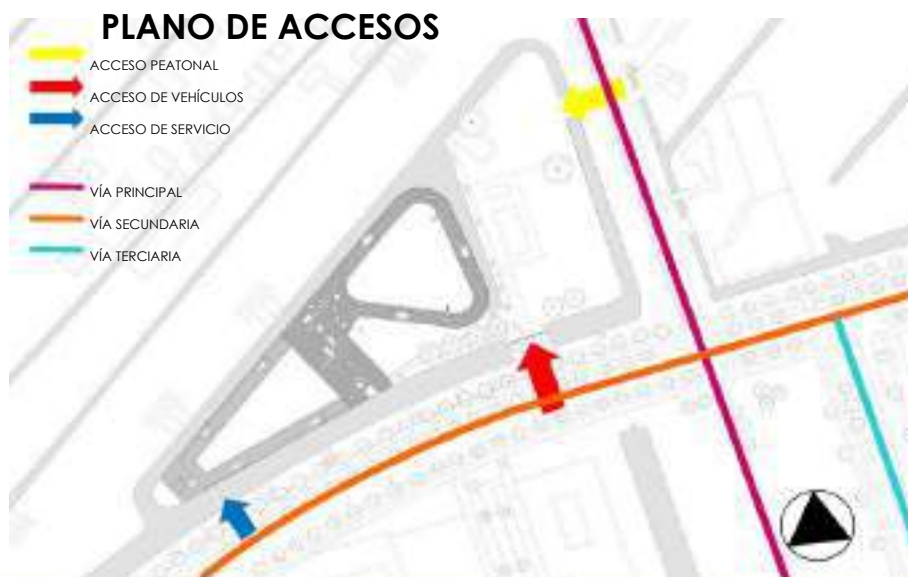 PLANO DE ACCESOS
ACCESO PEATONAL
ACCESO DE VEHÍCULOS
ACCESO DE SERVICIO
VÍA PRINCIPAL
VÍA SECUNDARIA
VÍA TERCIARIA